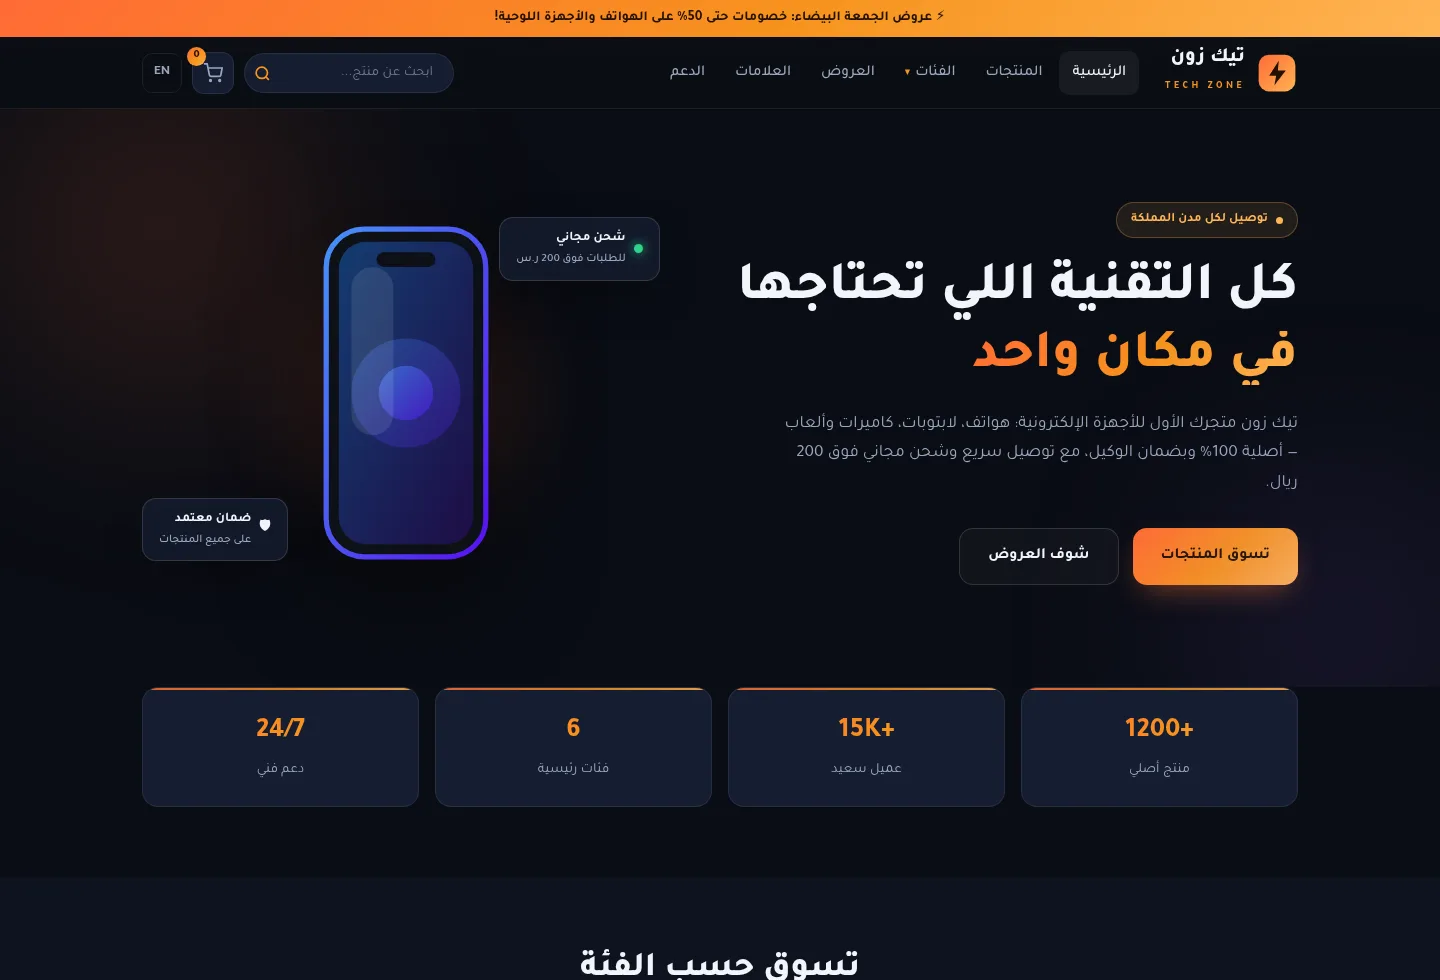 ⚡ عروض الجمعة البيضاء: خصومات حتى 50% على الهواتف والأجهزة اللوحية!
تيك زون
TECH ZONE
الرئيسية
المنتجات
الفئات ▾
العروض
العلامات
الدعم
ابحث عن منتج...
0
EN
توصيل لكل مدن المملكة
كل التقنية اللي تحتاجها
في مكان واحد
تيك زون متجرك الأول للأجهزة الإلكترونية: هواتف، لابتوبات، كاميرات وألعاب
— أصلية 100% وبضمان الوكيل، مع توصيل سريع وشحن مجاني فوق 200
ريال.
تسوق المنتجات
شوف العروض
شحن مجاني
للطلبات فوق 200 ر.س
ضمان معتمد
على جميع المنتجات
1200+
منتج أصلي
15K+
عميل سعيد
6
فئات رئيسية
24/7
دعم فني
تسوق حسب الفئة